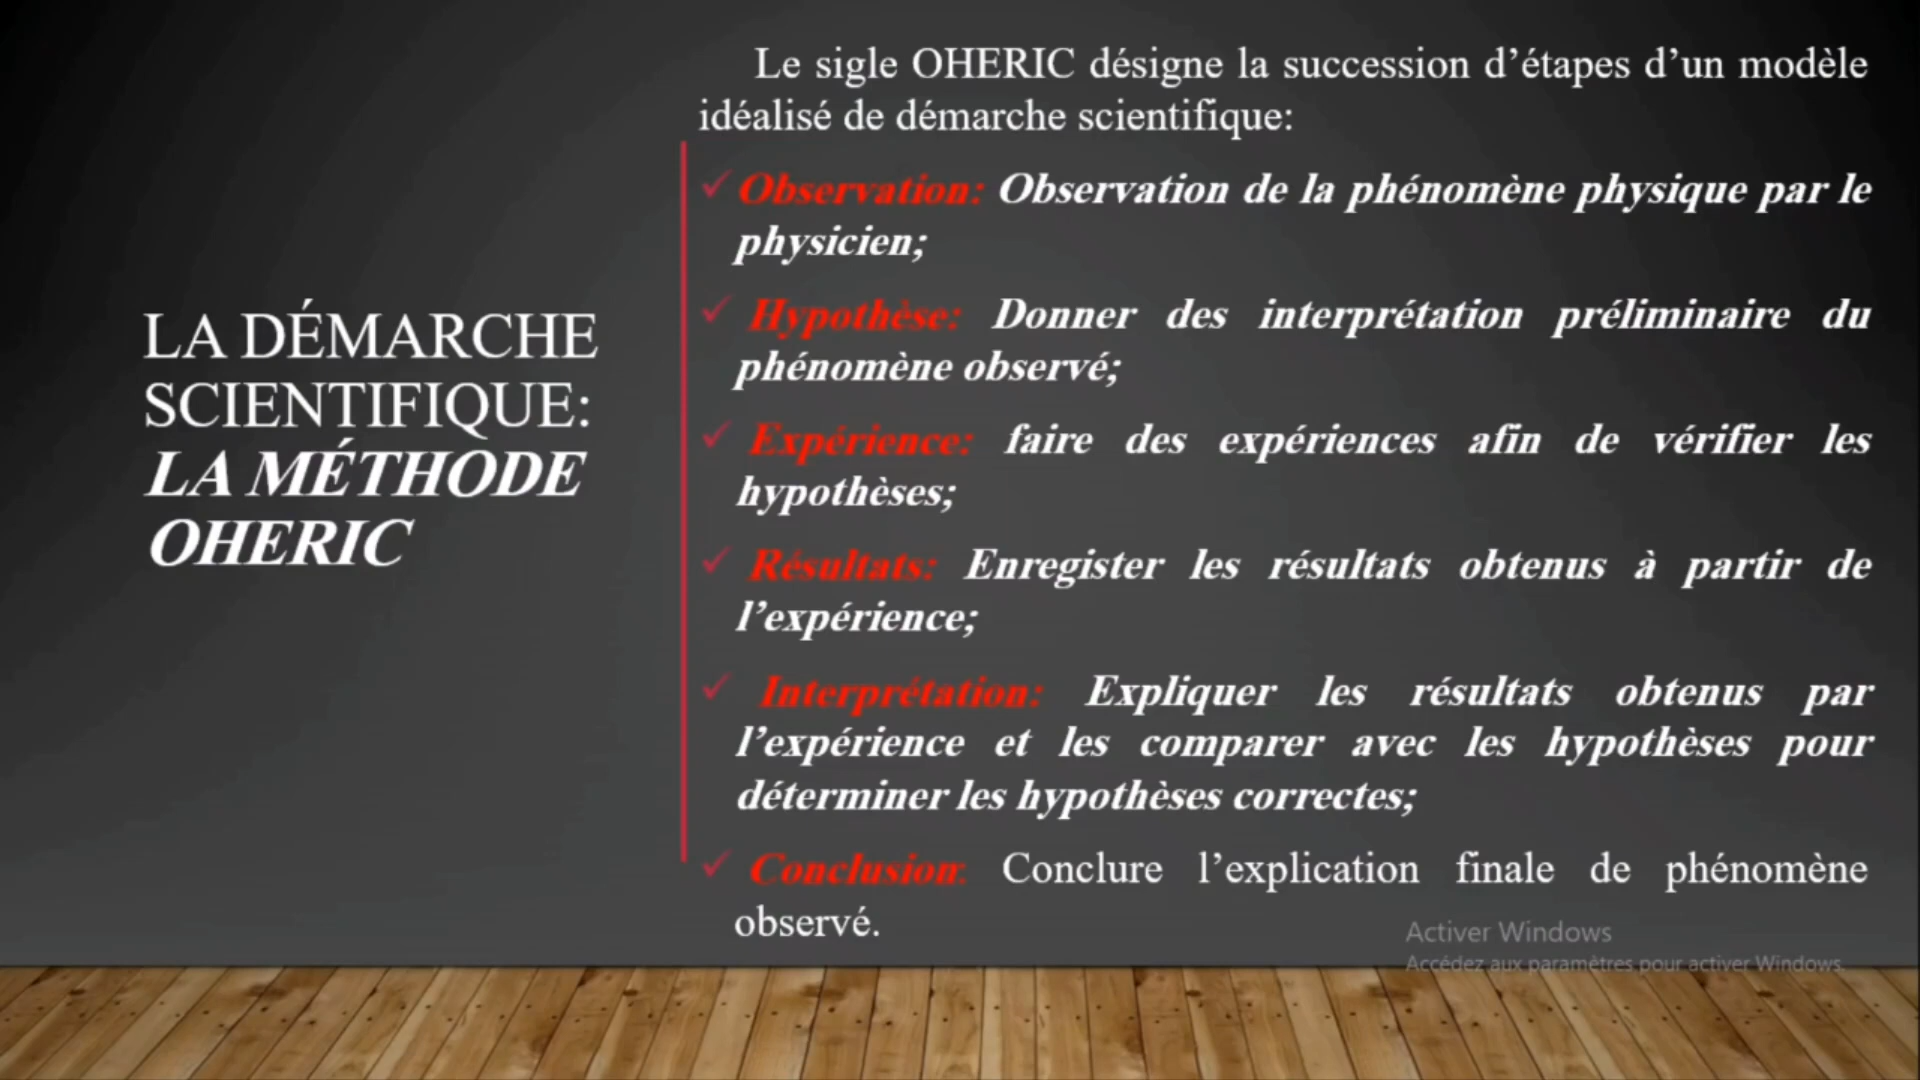 LA DÉMARCHE
SCIENTIFIQUE:
LA MÉTHODE
OHERIC
Le sigle OHERIC désigne la succession d’étapes d’un modèle
idéalisé de démarche scientifique:
✓ Observation: Observation de la phénomène physique par le
physicien;
✓ Hypothèse: Donner des interprétation préliminaire du
phénomène observé;
✓ Expérience: faire des expériences afin de vérifier les
hypothèses;
✓ Résultats: Enregister les résultats obtenus à partir de
l’expérience;
✓ Interprétation: Expliquer les résultats obtenus par
l’expérience et les comparer avec les hypothèses pour
déterminer les hypothèses correctes;
✓ Conclusion: Conclure l’explication finale de phénomène
observé.
Activer Windows
Accédez aux paramètres pour activer Windows.